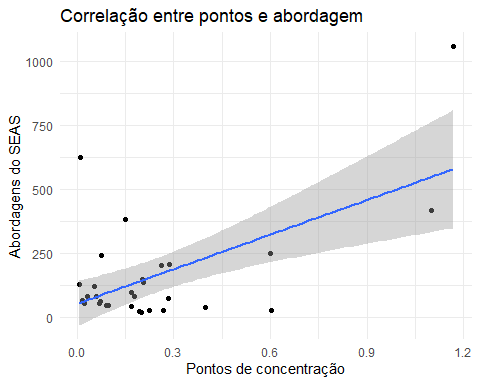 Correlação entre pontos e abordagem
Abordagens do SEAS
1000
750
500
250
0
0.0 0.3 0.6 0.9 1.2
Pontos de concentração